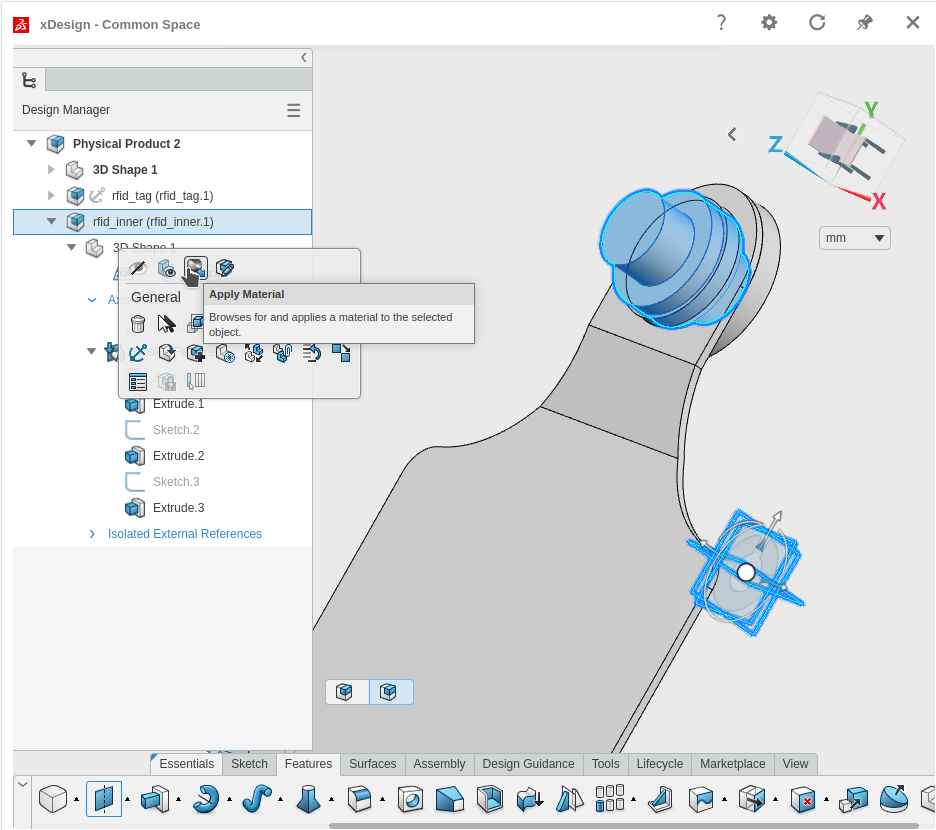 xDesign - Common Space
?
Design Manager
Physical Product 2
3D Shape 1
rfid_tag (rfid_tag.1)
rfid_inner (rfid_inner.1)
3D Shape 1
General
Apply Material
Browses for and applies a material to the selected
object.
Extrude.1
Sketch.2
Extrude.2
Sketch.3
Extrude.3
Isolated External References
Y
Z
X
mm
Essentials
Sketch
Features
Surfaces
Assembly
Design Guidance
Tools
Lifecycle
Marketplace
View